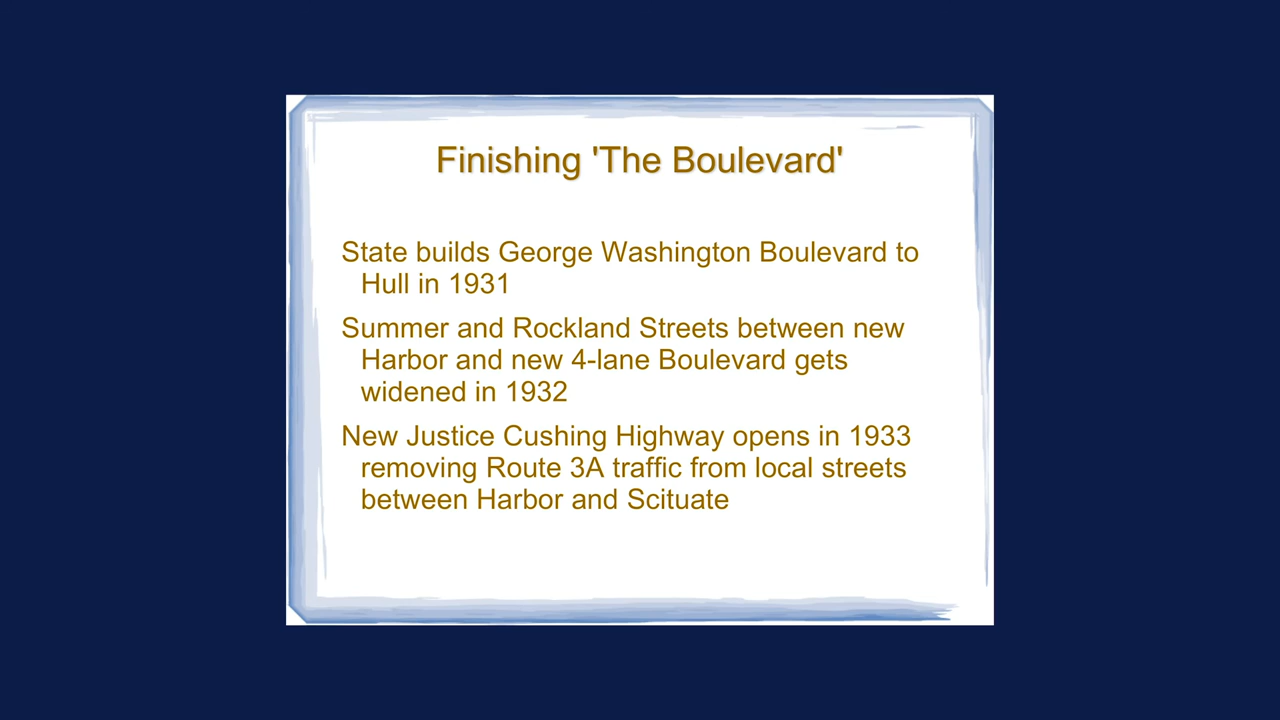 Finishing 'The Boulevard'
State builds George Washington Boulevard to
Hull in 1931
Summer and Rockland Streets between new
Harbor and new 4-lane Boulevard gets
widened in 1932
New Justice Cushing Highway opens in 1933
removing Route 3A traffic from local streets
between Harbor and Scituate